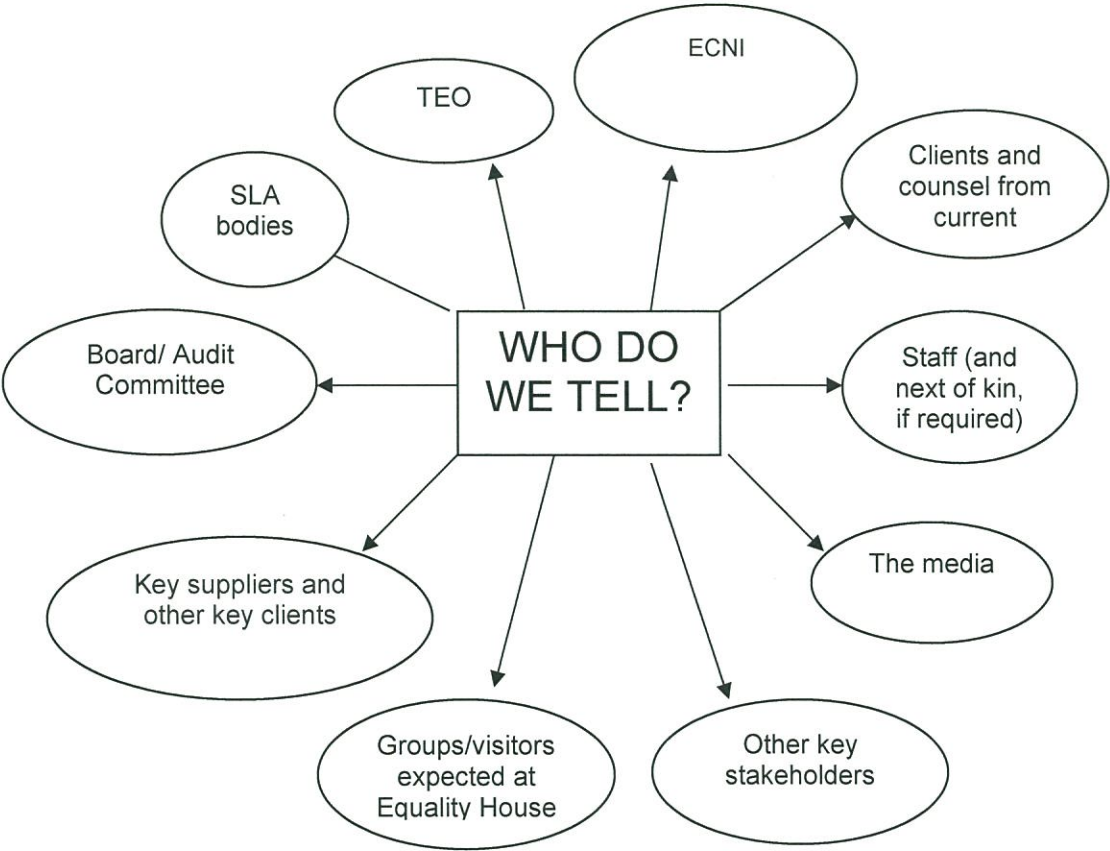 ECNI
TEO
Clients and
counsel from
current
SLA
bodies
WHO DO
WE TELL?
Board/ Audit
Committee
Staff (and
next of kin,
if required)
The media
Key suppliers and
other key clients
Groups/visitors
expected at
Equality House
Other key
stakeholders